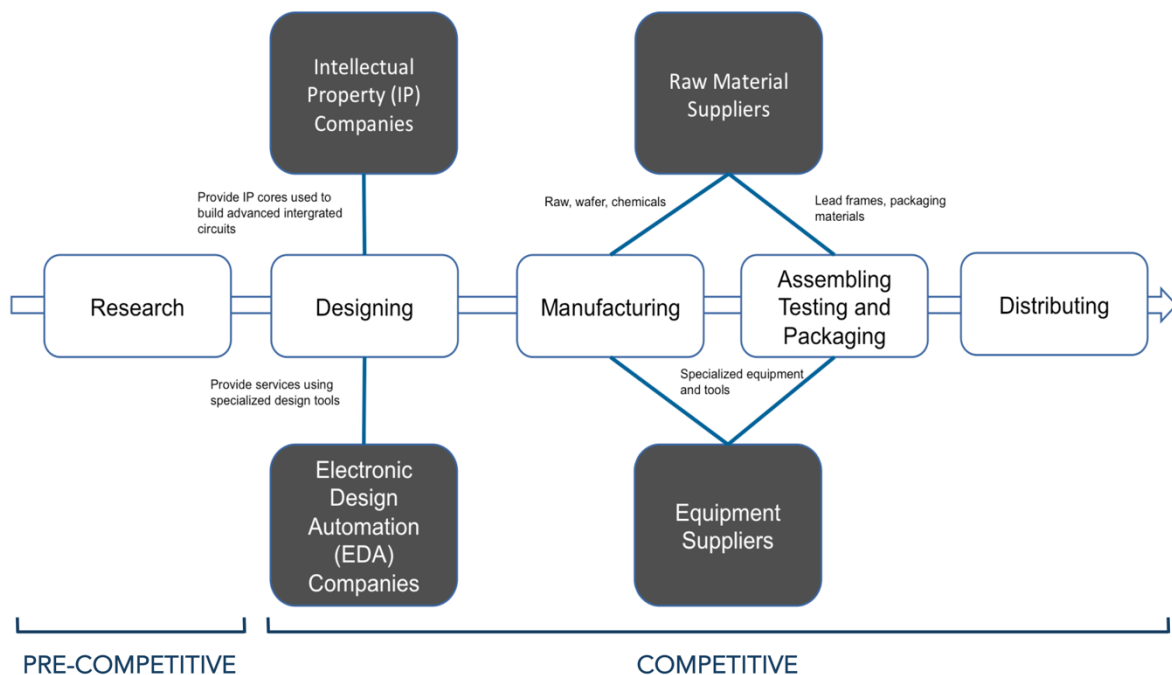 Intellectual
Property (IP)
Companies
Raw Material
Suppliers
Provide IP cores used to
build advanced intergrated
circuits
Raw, wafer, chemicals
Lead frames, packaging
materials
Research
Designing
Manufacturing
Assembling
Testing and
Packaging
Distributing
Provide services using
specialized design tools
Specialized equipment
and tools
Electronic
Design
Automation
(EDA)
Companies
Equipment
Suppliers
PRE-COMPETITIVE
COMPETITIVE